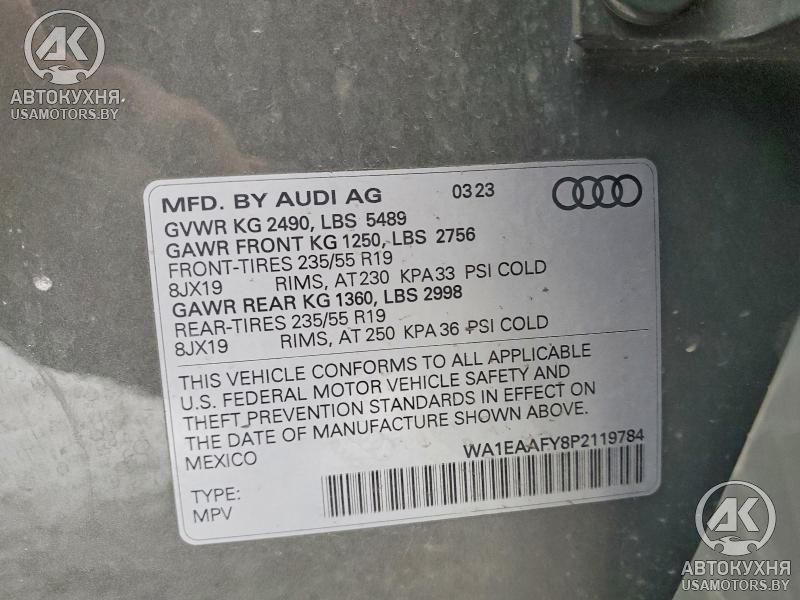 AK
АВТОКУХНЯ
USAMOTORS.BY
MFD. BY AUDI AG 03 23
GVWR KG 2490, LBS 5489
GAWR FRONT KG 1250, LBS 2756
FRONT-TIRES 235/55 R19
8JX19 RIMS, AT 230 KPA 33 PSI COLD
GAWR REAR KG 1360, LBS 2998
REAR-TIRES 235/55 R19
8JX19 RIMS, AT 250 KPA 36 PSI COLD
THIS VEHICLE CONFORMS TO ALL APPLICABLE
U.S. FEDERAL MOTOR VEHICLE SAFETY AND
THEFT PREVENTION STANDARDS IN EFFECT ON
THE DATE OF MANUFACTURE SHOWN ABOVE.
MEXICO WA1EAAFY8P2119784
TYPE:
MPV
AK
АВТОКУХНЯ
USAMOTORS.BY